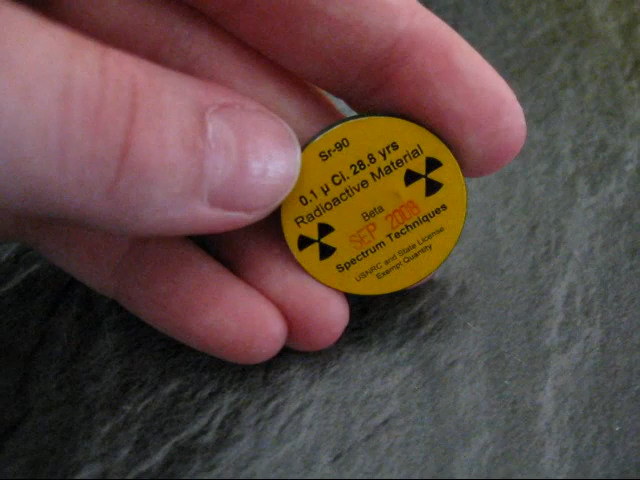 Sr-90
0.1 μ Ci. 28.8 yrs
Radioactive Material
Beta
SEP 2008
Spectrum Techniques
USNRC and State License
Exempt Quantity